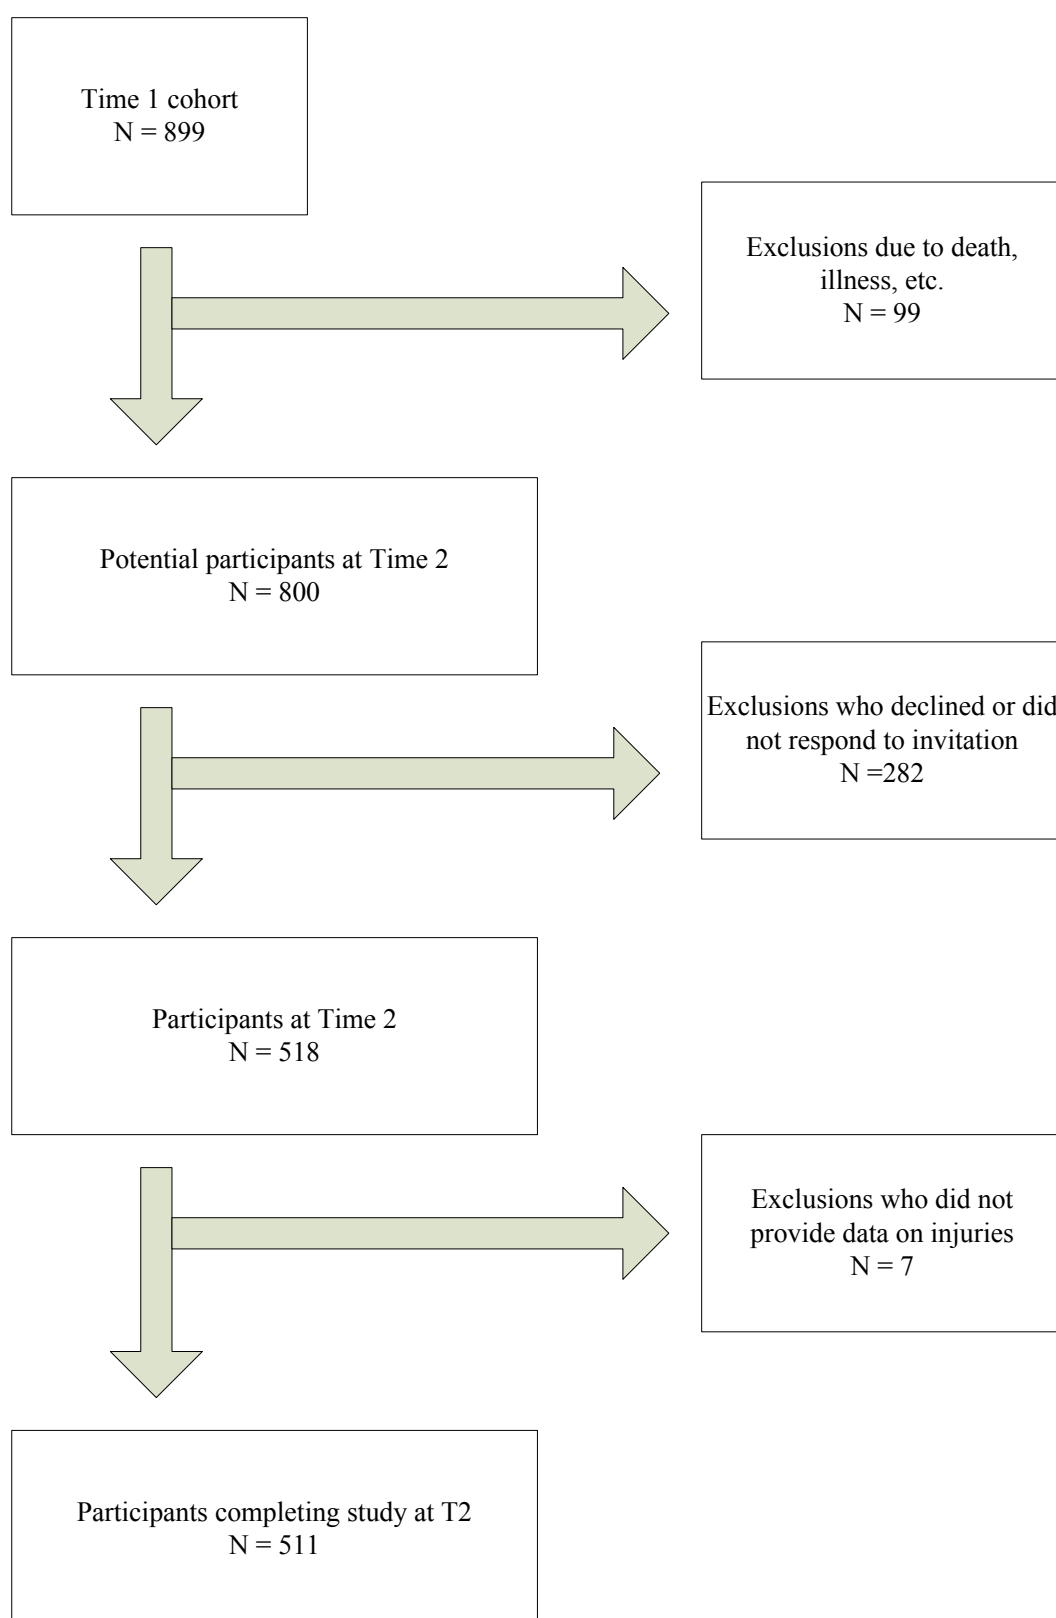 Time 1 cohort
N = 899
Exclusions due to death,
illness, etc.
N = 99
Potential participants at Time 2
N = 800
Exclusions who declined or did
not respond to invitation
N =282
Participants at Time 2
N = 518
Exclusions who did not
provide data on injuries
N = 7
Participants completing study at T2
N = 511